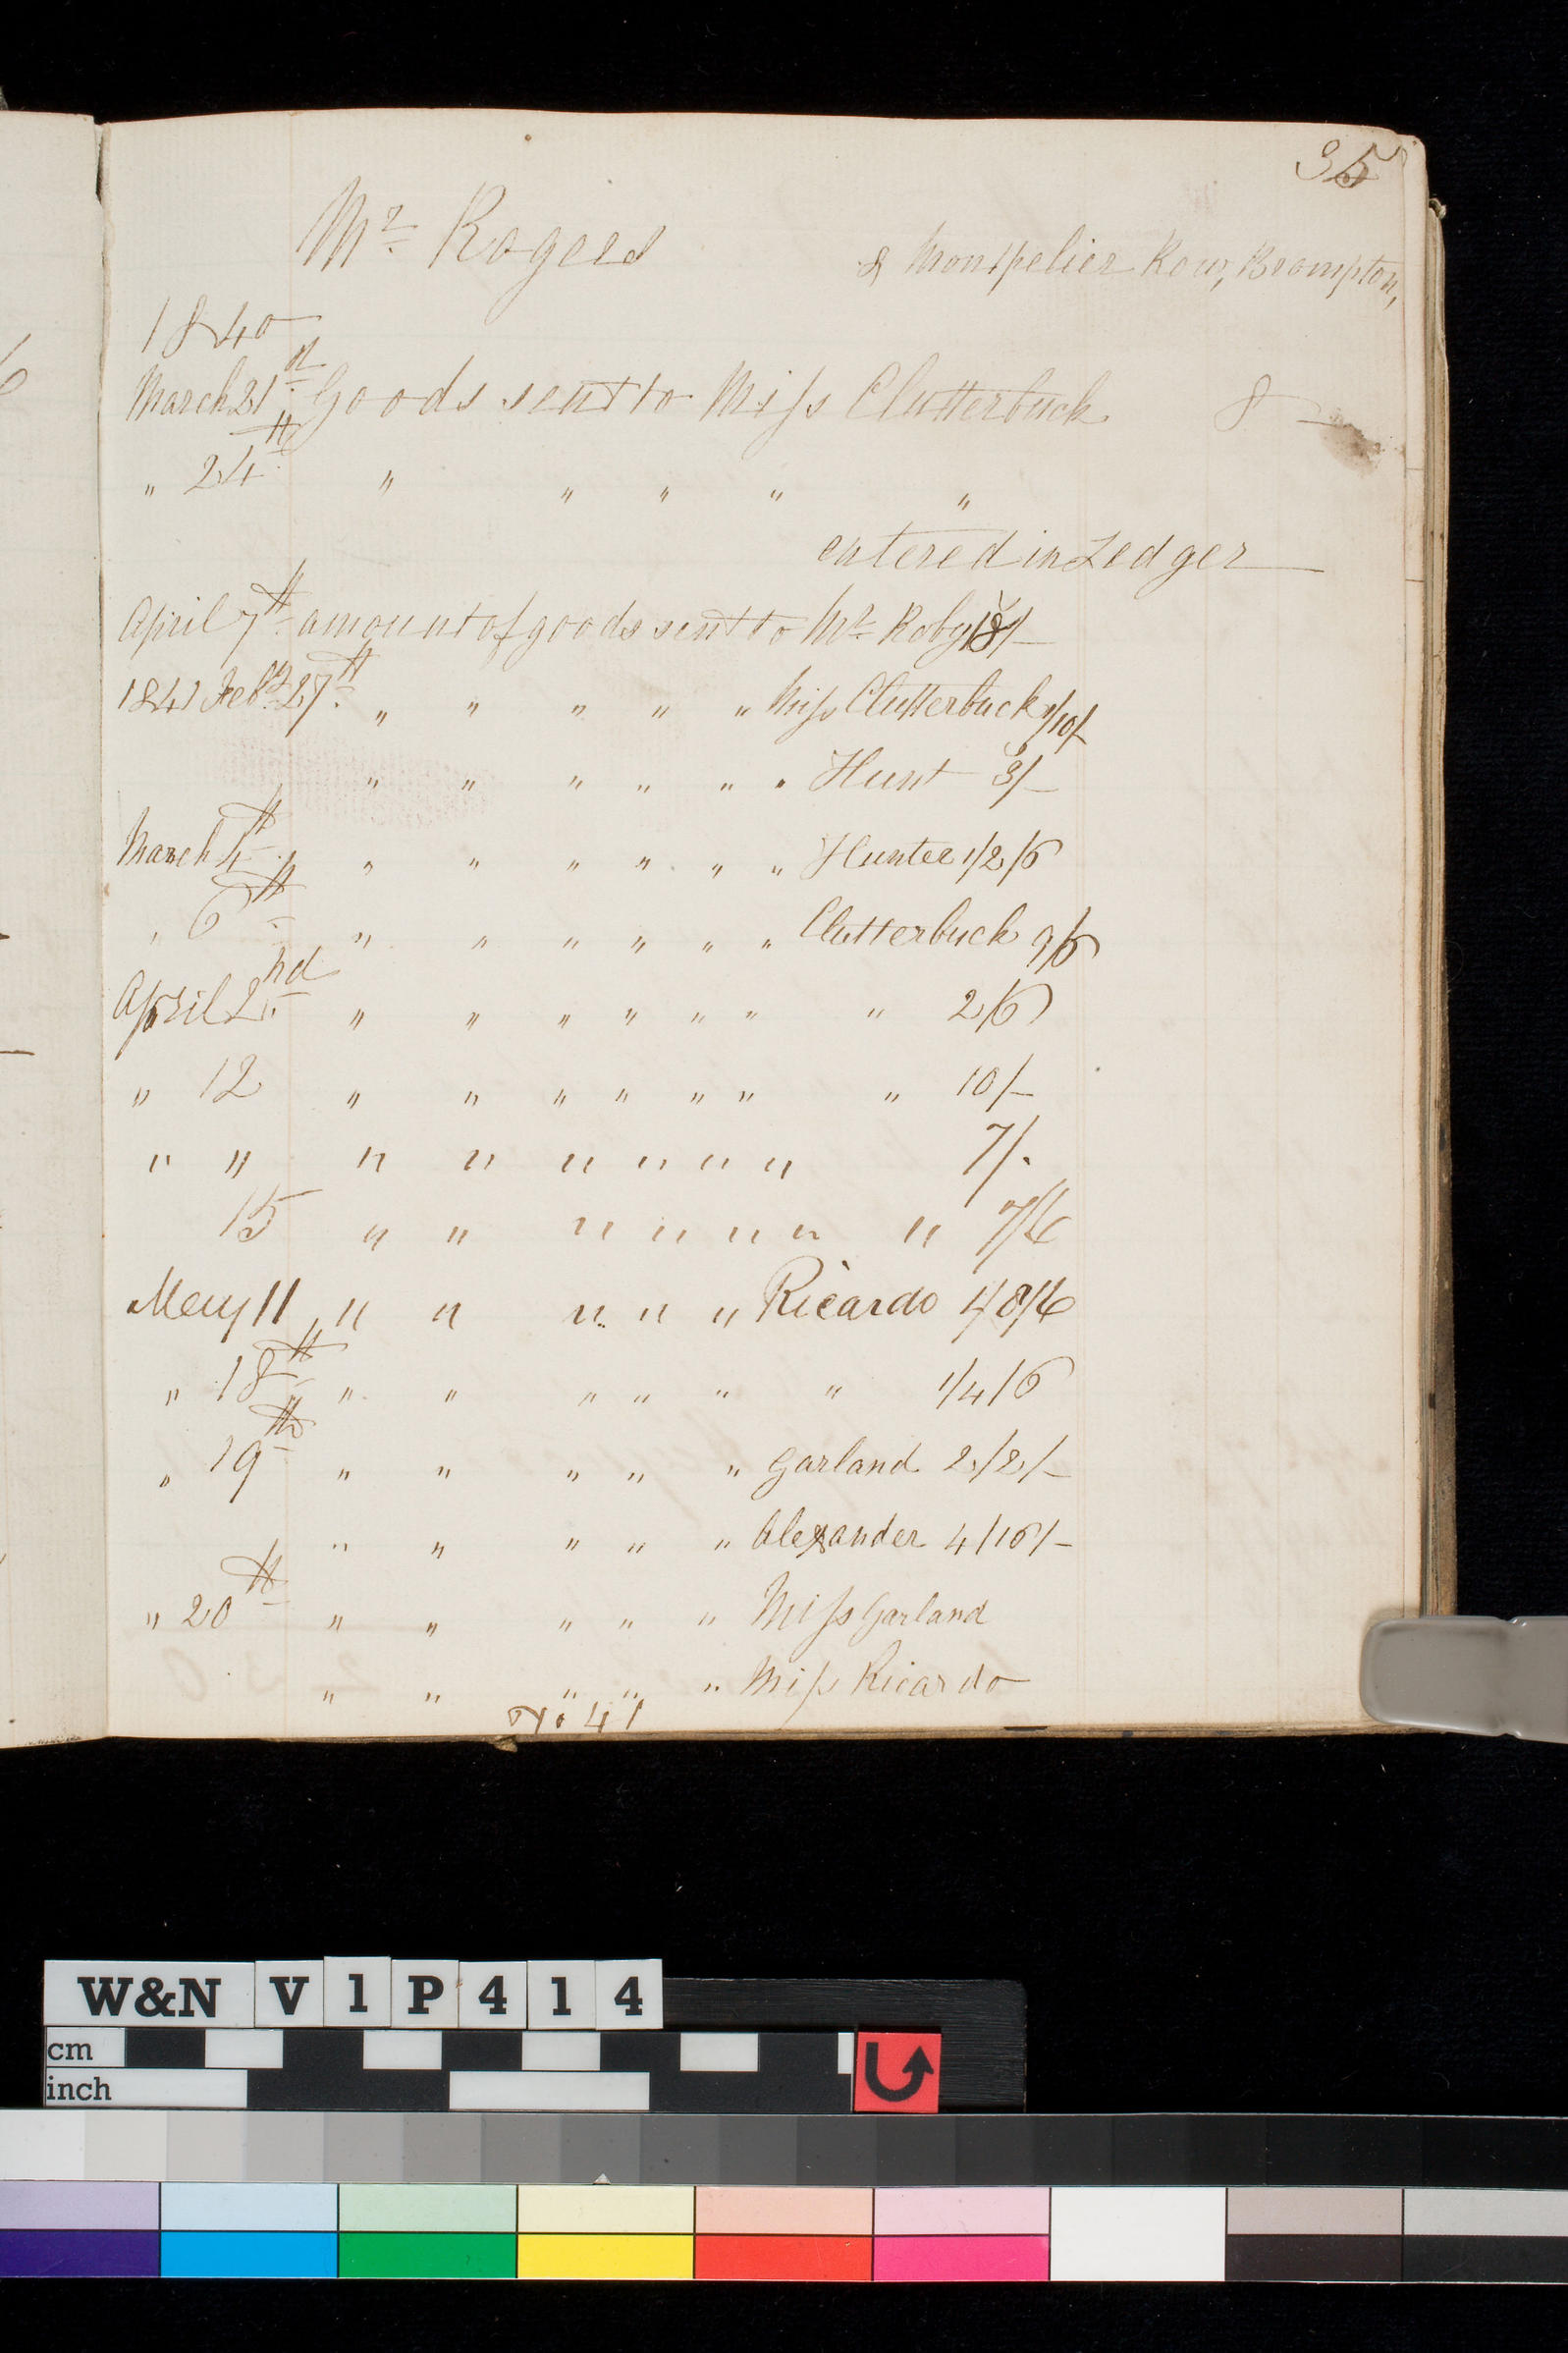 35
Mr Rogers 8 Montpelier Row, Brompton,
1840
March 21st Goods sent to Miss Clutterbuck 8 —
" 24th " " " " "
entered in Ledger
April 7th amount of goods sent to Mr Roby 18/-
1841 Feby 27th " " " " " Miss Clutterbuck 1/10/-
" " " " " " Hunt 3/-
March 4th " " " " " " Hunter 1/2/6
" 6th " " " " " " Clutterbuck 9/6
April 2nd " " " " " " " 2/6
" 12 " " " " " " " 10/-
" " " " " " " " 7/.
15 " " " " " " " 7/6
May 11 " " " " " Ricardo 1/8/6
" 18th " " " " " " 1/4/6
" 19th " " " " " Garland 2/2/-
" " " " " Alexander 4/16/-
" 20th " " " " " Miss Garland
" " " " " Miss Ricardo
W&N V1P414
cm
inch